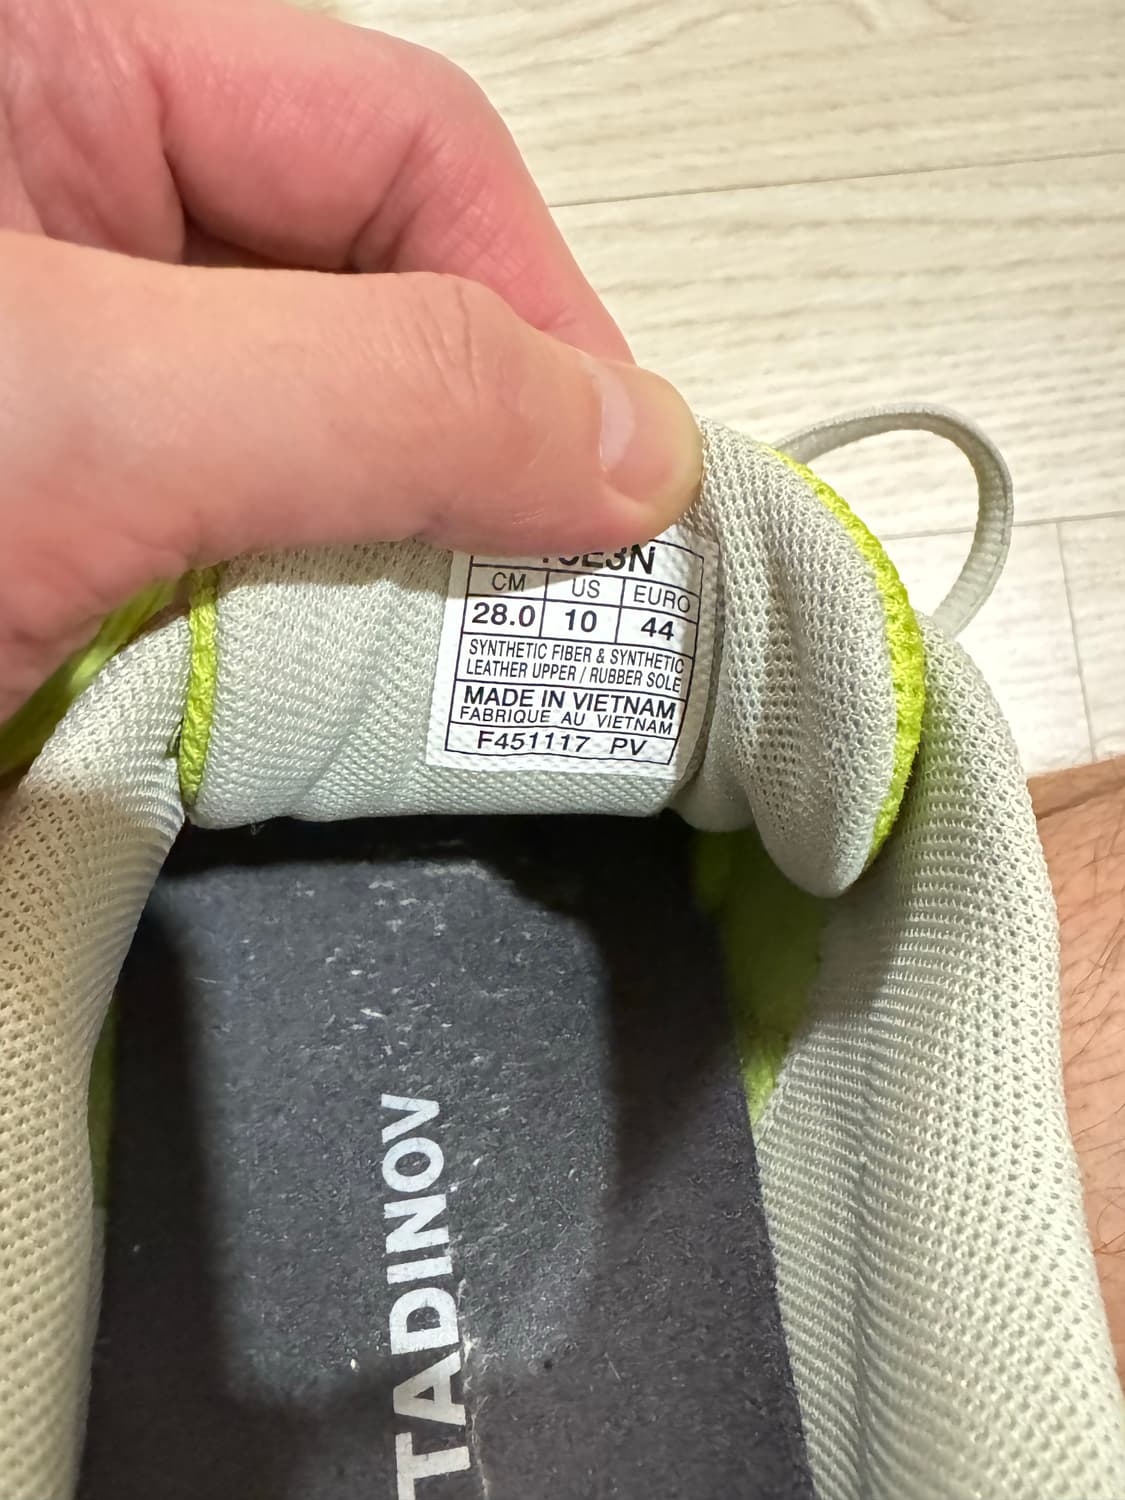 CM US EURO
28.0 10 44
SYNTHETIC FIBER & SYNTHETIC
LEATHER UPPER / RUBBER SOLE
MADE IN VIETNAM
FABRIQUE AU VIETNAM
F451117 PV
TADINOV